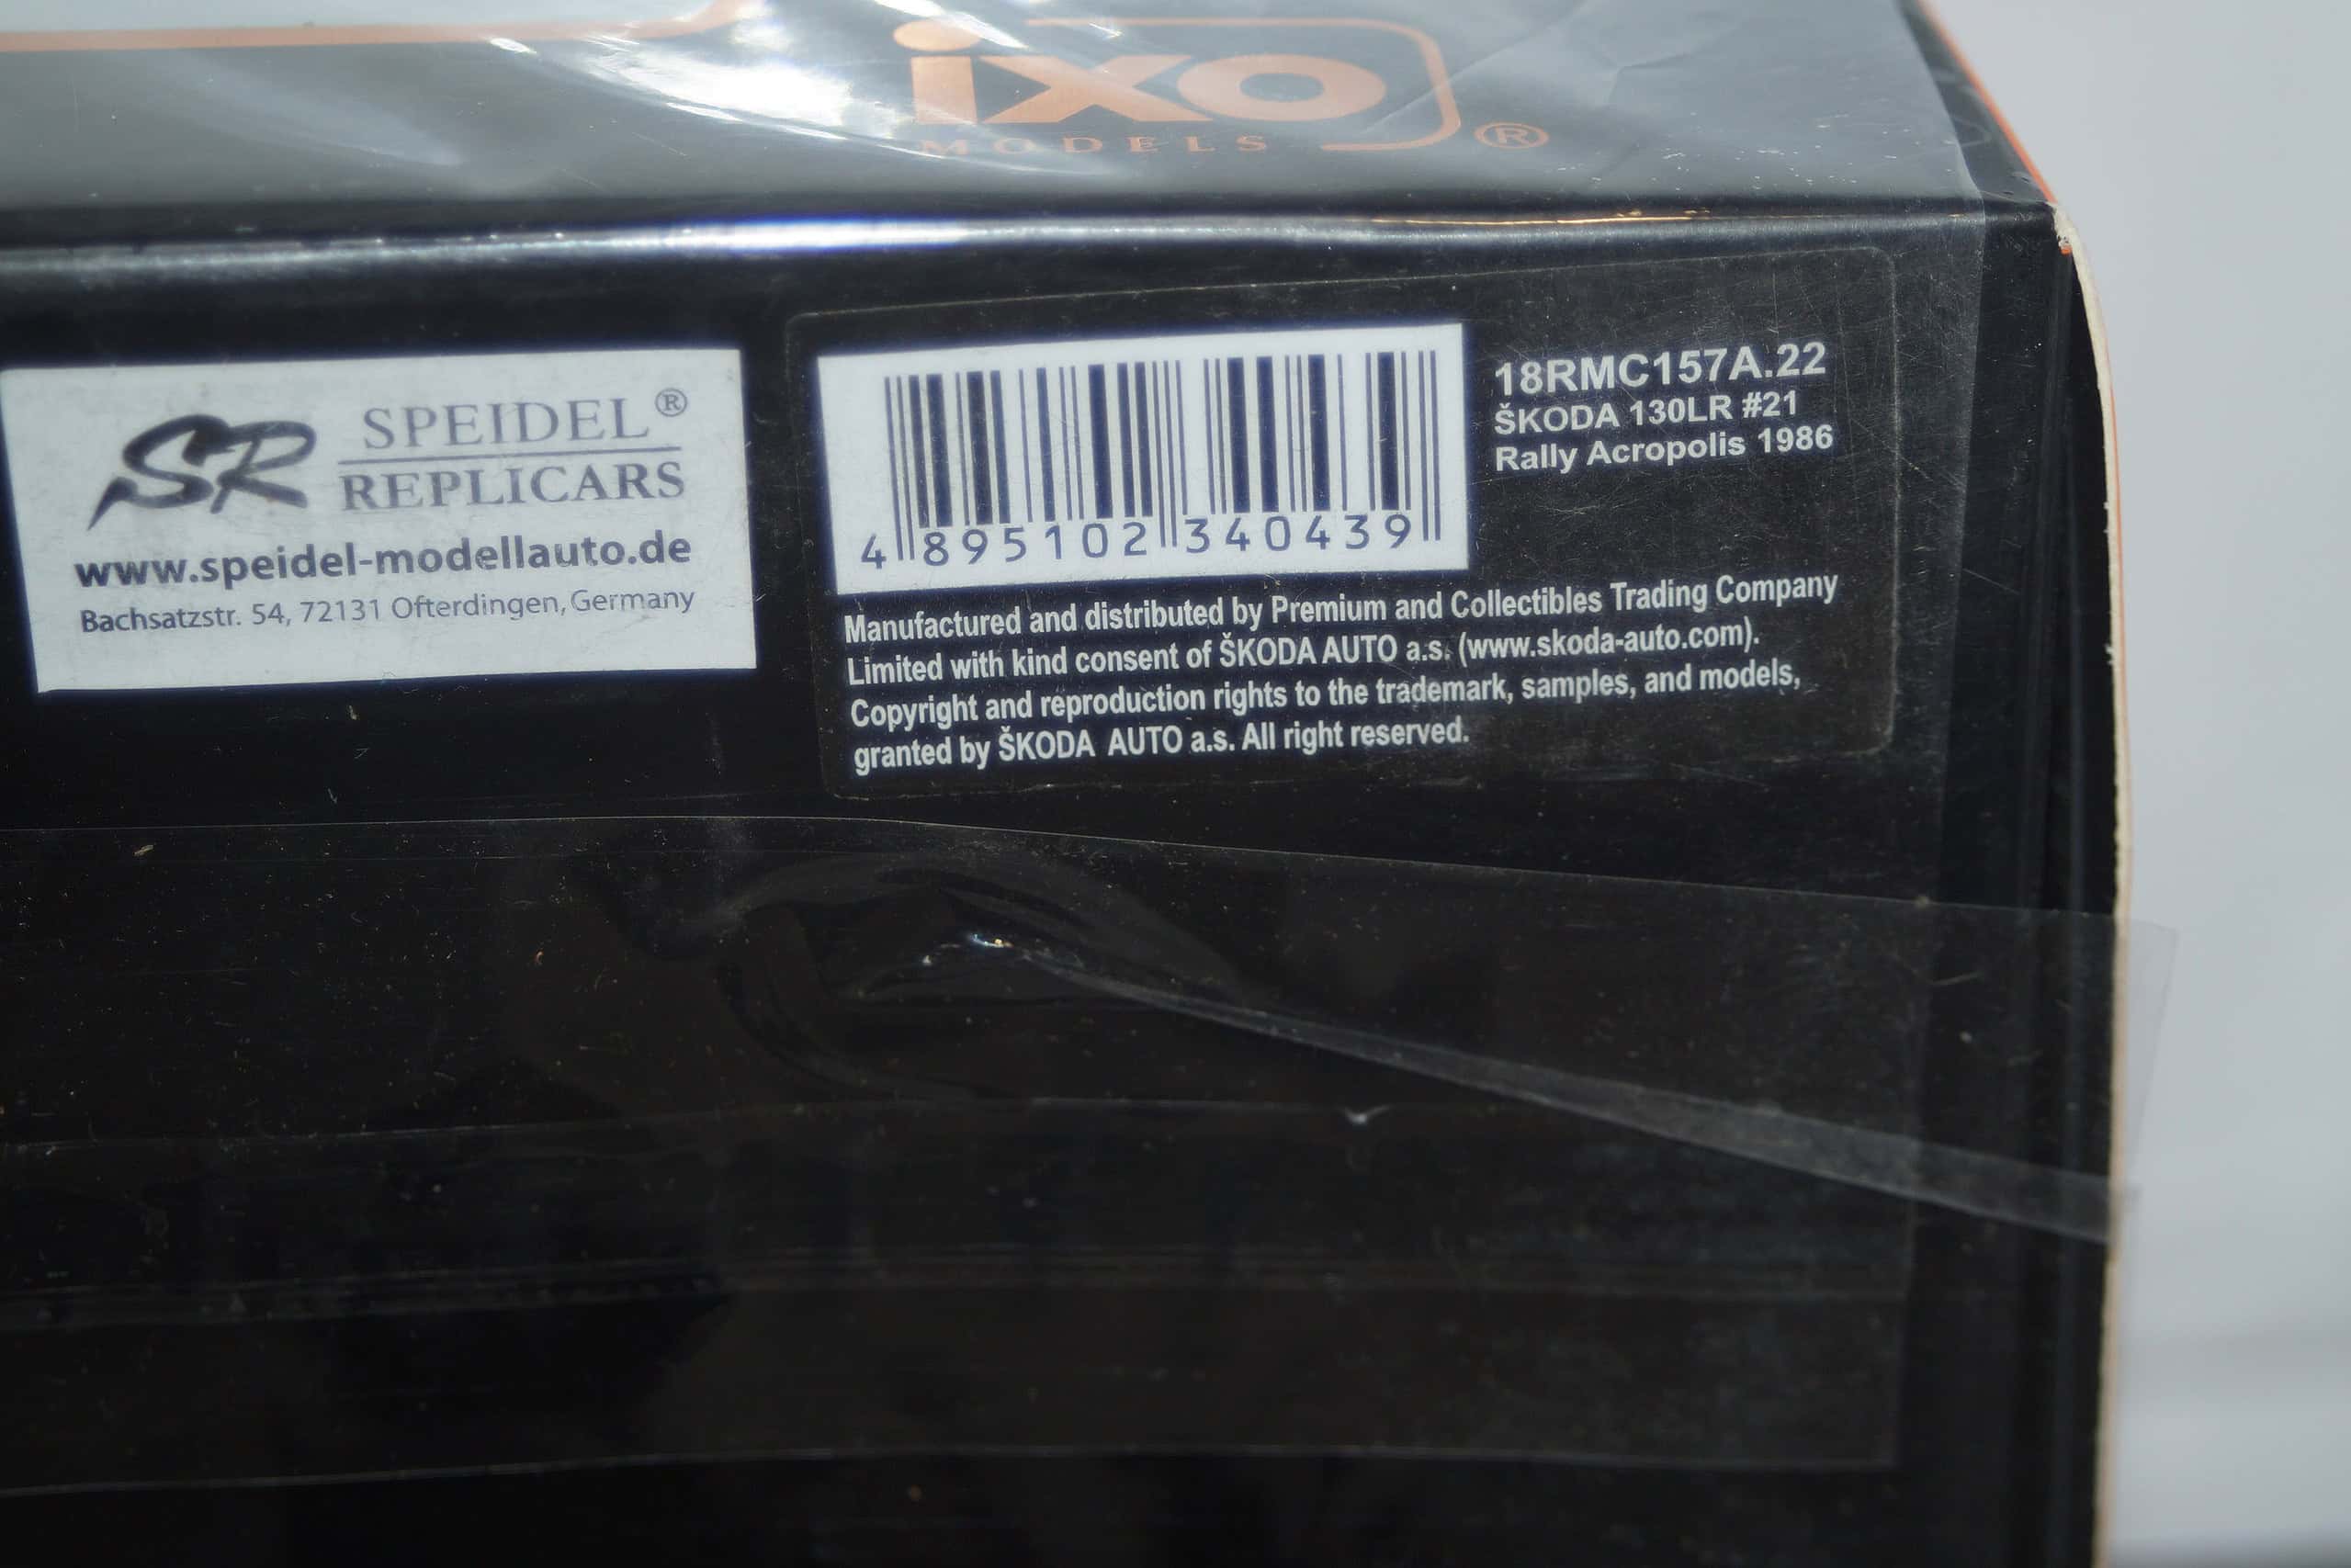 ixo
MODELS ®
SR SPEIDEL®
REPLICARS
www.speidel-modellauto.de
Bachsatzstr. 54, 72131 Ofterdingen, Germany
4 895102 340439
18RMC157A.22
ŠKODA 130LR #21
Rally Acropolis 1986
Manufactured and distributed by Premium and Collectibles Trading Company
Limited with kind consent of ŠKODA AUTO a.s. (www.skoda-auto.com).
Copyright and reproduction rights to the trademark, samples, and models,
granted by ŠKODA AUTO a.s. All right reserved.